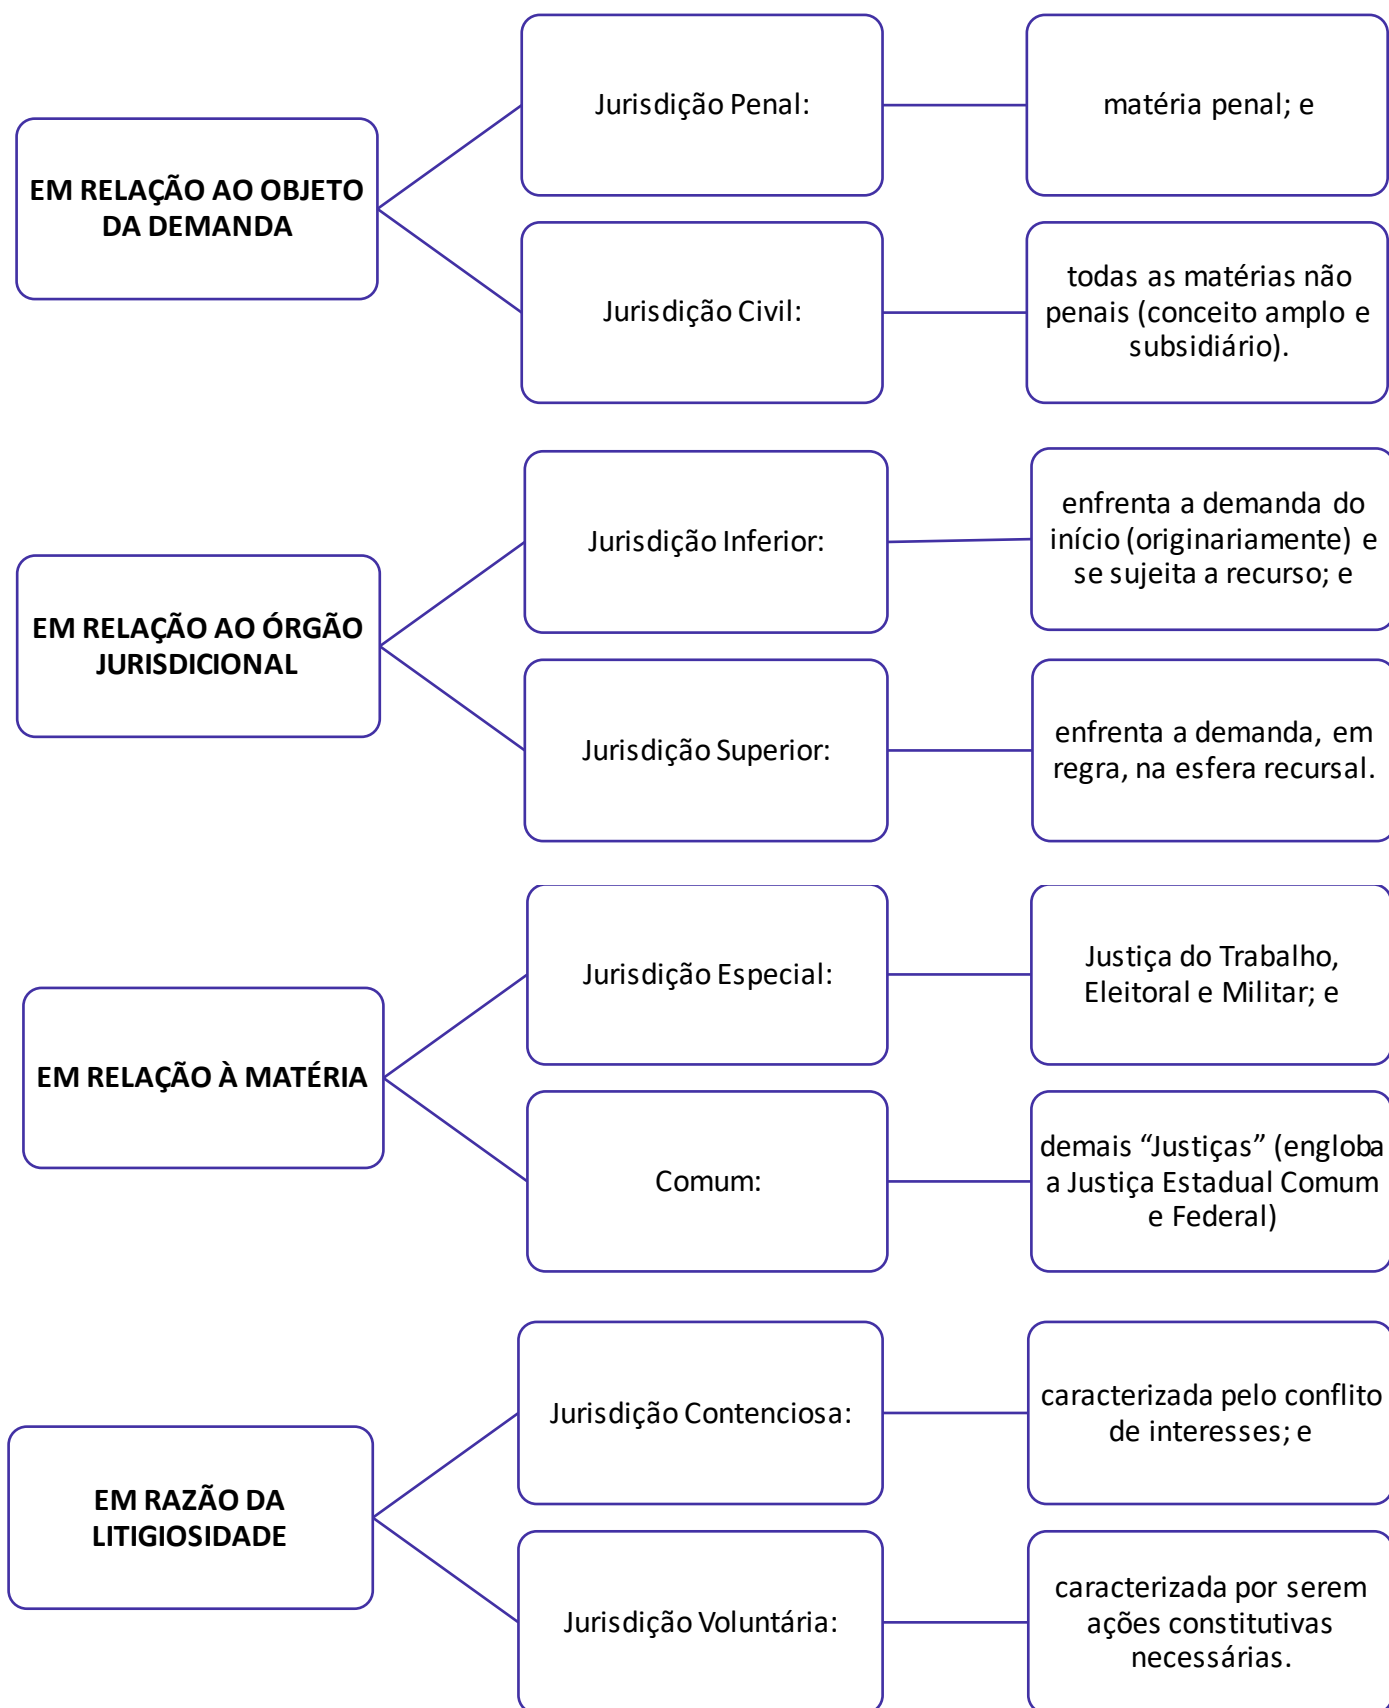 EM RELAÇÃO AO OBJETO
DA DEMANDA
Jurisdição Penal:
matéria penal; e
Jurisdição Civil:
todas as matérias não
penais (conceito amplo e
subsidiário).
EM RELAÇÃO AO ÓRGÃO
JURISDICIONAL
Jurisdição Inferior:
enfrenta a demanda do
início (originariamente) e
se sujeita a recurso; e
Jurisdição Superior:
enfrenta a demanda, em
regra, na esfera recursal.
EM RELAÇÃO À MATÉRIA
Jurisdição Especial:
Justiça do Trabalho,
Eleitoral e Militar; e
Comum:
demais “Justiças” (engloba
a Justiça Estadual Comum
e Federal)
EM RAZÃO DA
LITIGIOSIDADE
Jurisdição Contenciosa:
caracterizada pelo conflito
de interesses; e
Jurisdição Voluntária:
caracterizada por serem
ações constitutivas
necessárias.